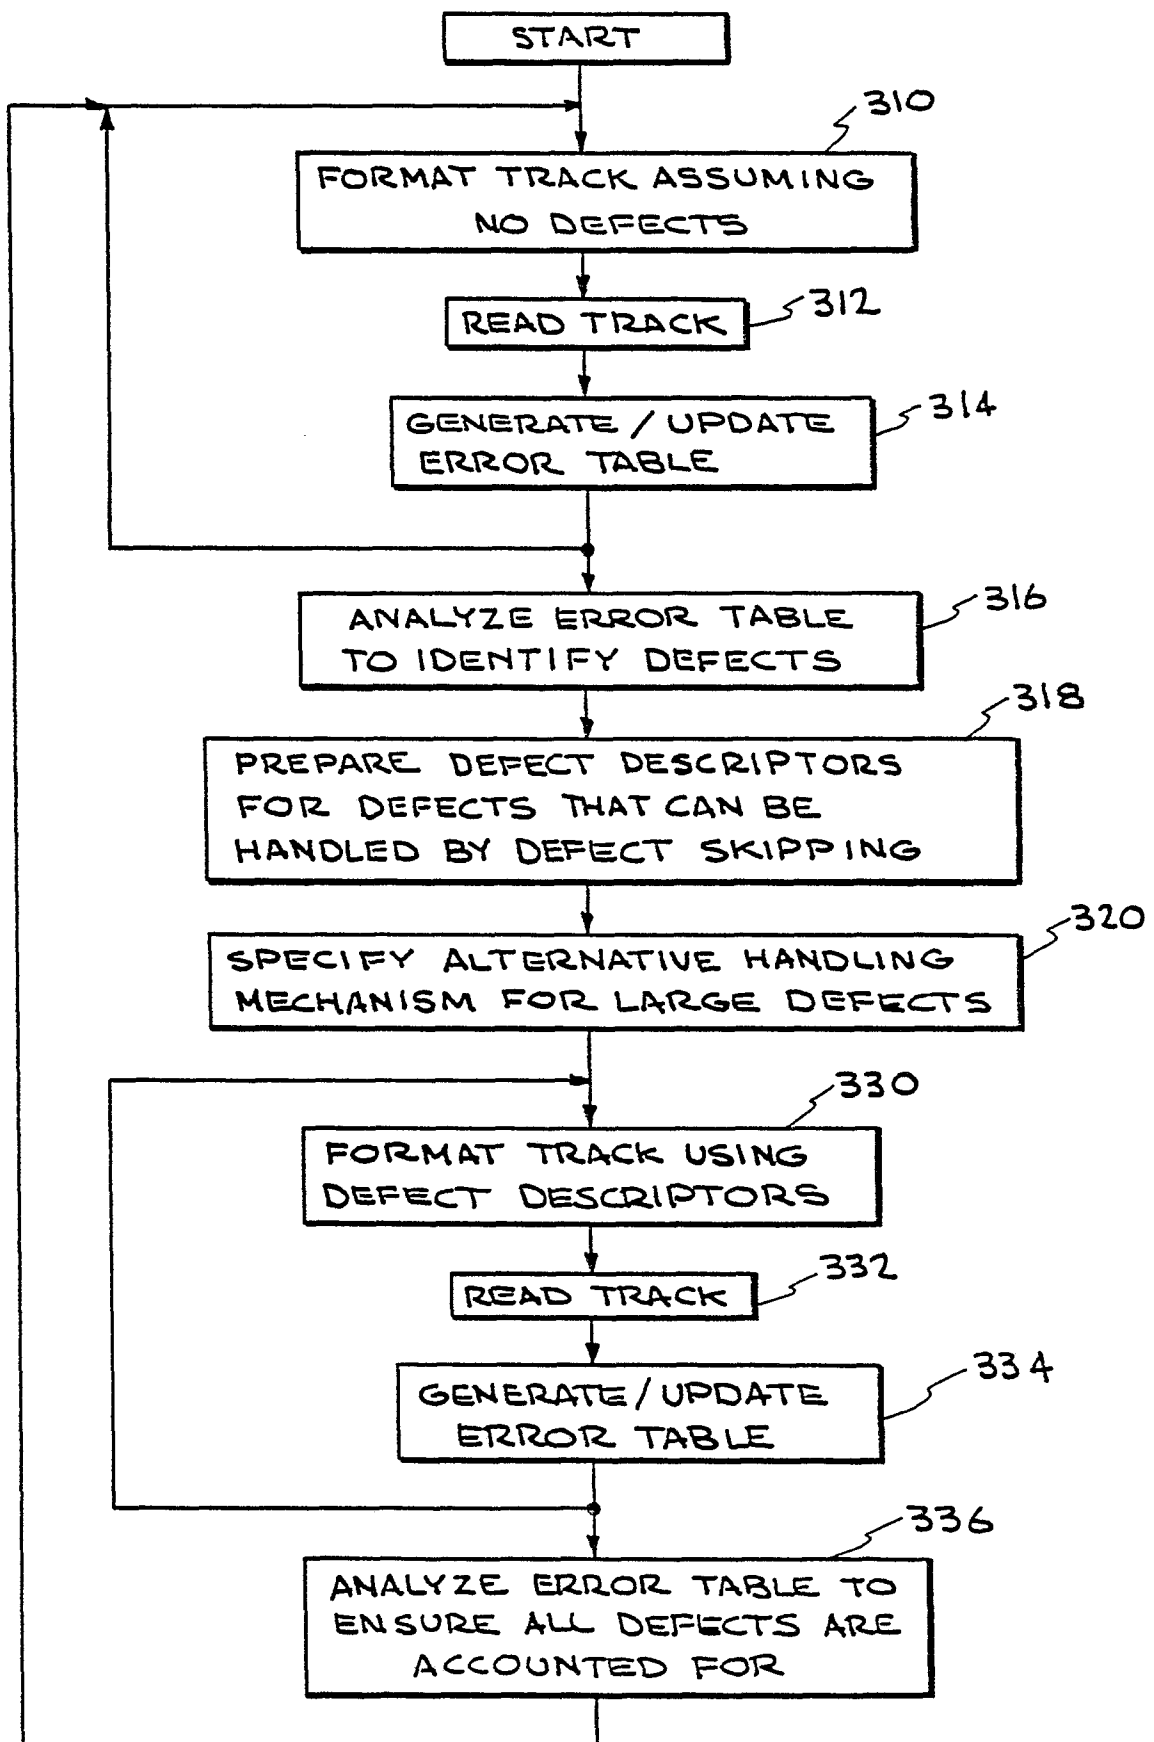 START
310
FORMAT TRACK ASSUMING
NO DEFECTS
312
READ TRACK
314
GENERATE / UPDATE
ERROR TABLE
316
ANALYZE ERROR TABLE
TO IDENTIFY DEFECTS
318
PREPARE DEFECT DESCRIPTORS
FOR DEFECTS THAT CAN BE
HANDLED BY DEFECT SKIPPING
320
SPECIFY ALTERNATIVE HANDLING
MECHANISM FOR LARGE DEFECTS
330
FORMAT TRACK USING
DEFECT DESCRIPTORS
332
READ TRACK
334
GENERATE/UPDATE
ERROR TABLE
336
ANALYZE ERROR TABLE TO
ENSURE ALL DEFECTS ARE
ACCOUNTED FOR